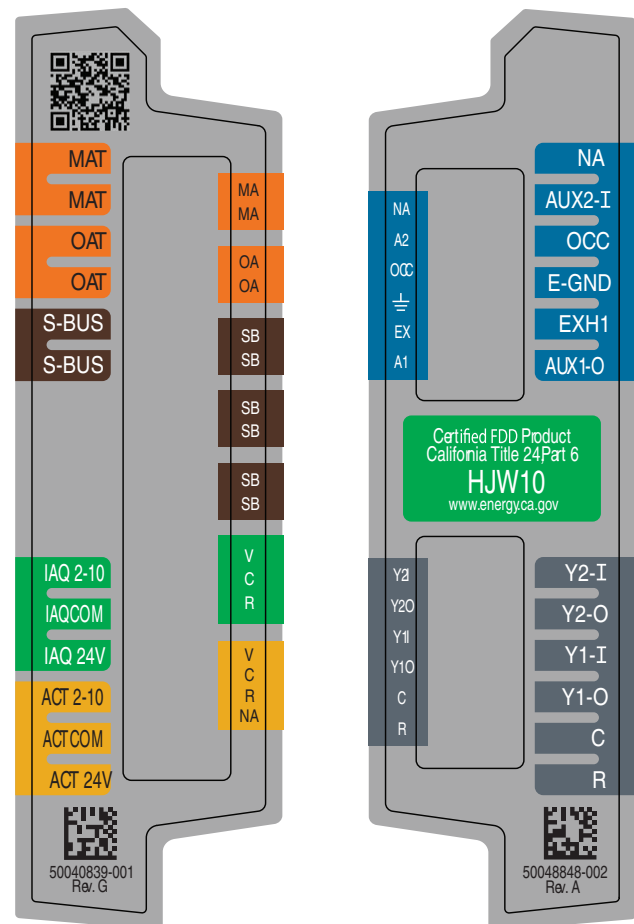 MAT
MAT
OAT
OAT
S-BUS
S-BUS
IAQ 2-10
IAQCOM
IAQ 24V
ACT 2-10
ACTCOM
ACT 24V
50040839-001
Rev. G
MA
MA
OA
OA
SB
SB
SB
SB
SB
SB
V
C
R
V
C
R
NA
NA
A2
OCC
EX
A1
NA
AUX2-I
OCC
E-GND
EXH1
AUX1-O
Certified FDD Product
California Title 24,Part 6
HJW10
www.energy.ca.gov
Y2I
Y2O
Y1I
Y1O
C
R
Y2-I
Y2-O
Y1-I
Y1-O
C
R
50048848-002
Rev. A